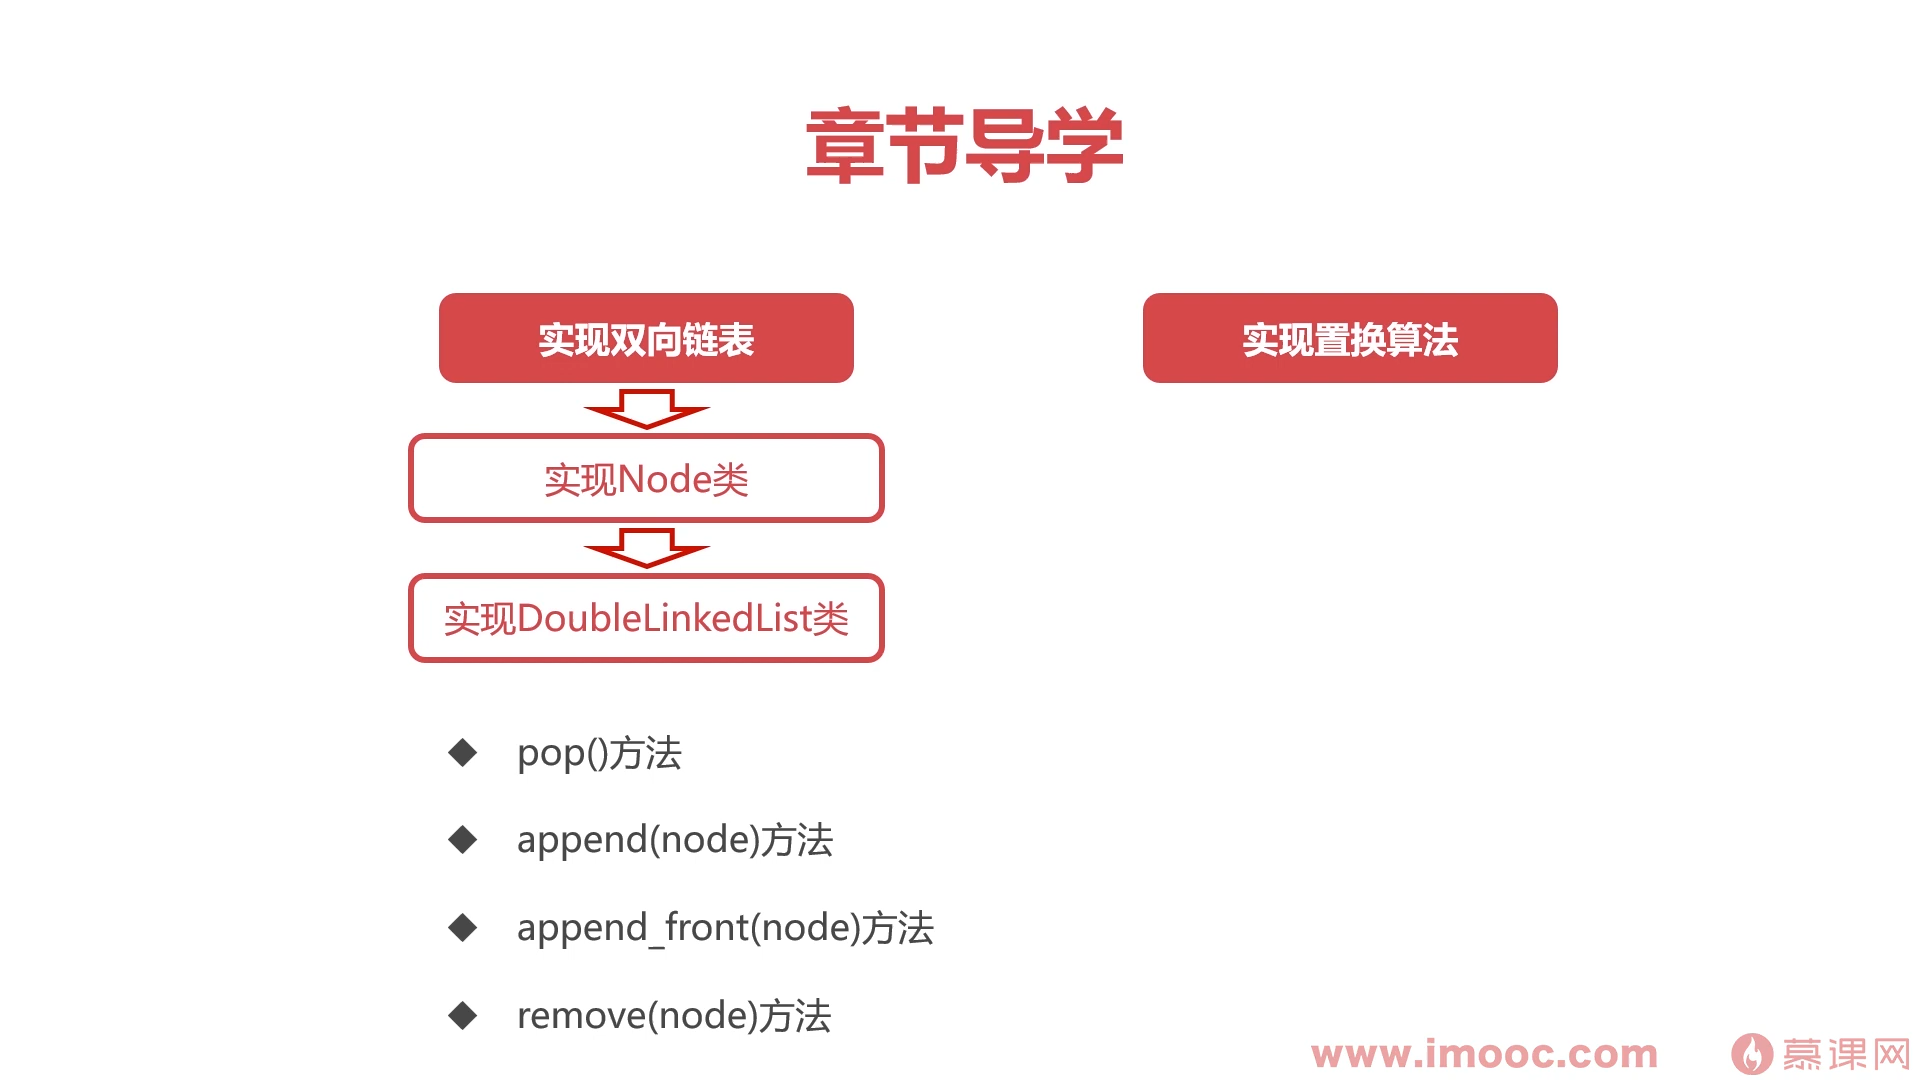 章节导学
实现双向链表
实现置换算法
实现Node类
实现DoubleLinkedList类
pop()方法
append(node)方法
append_front(node)方法
remove(node)方法
www.imooc.com
慕课网